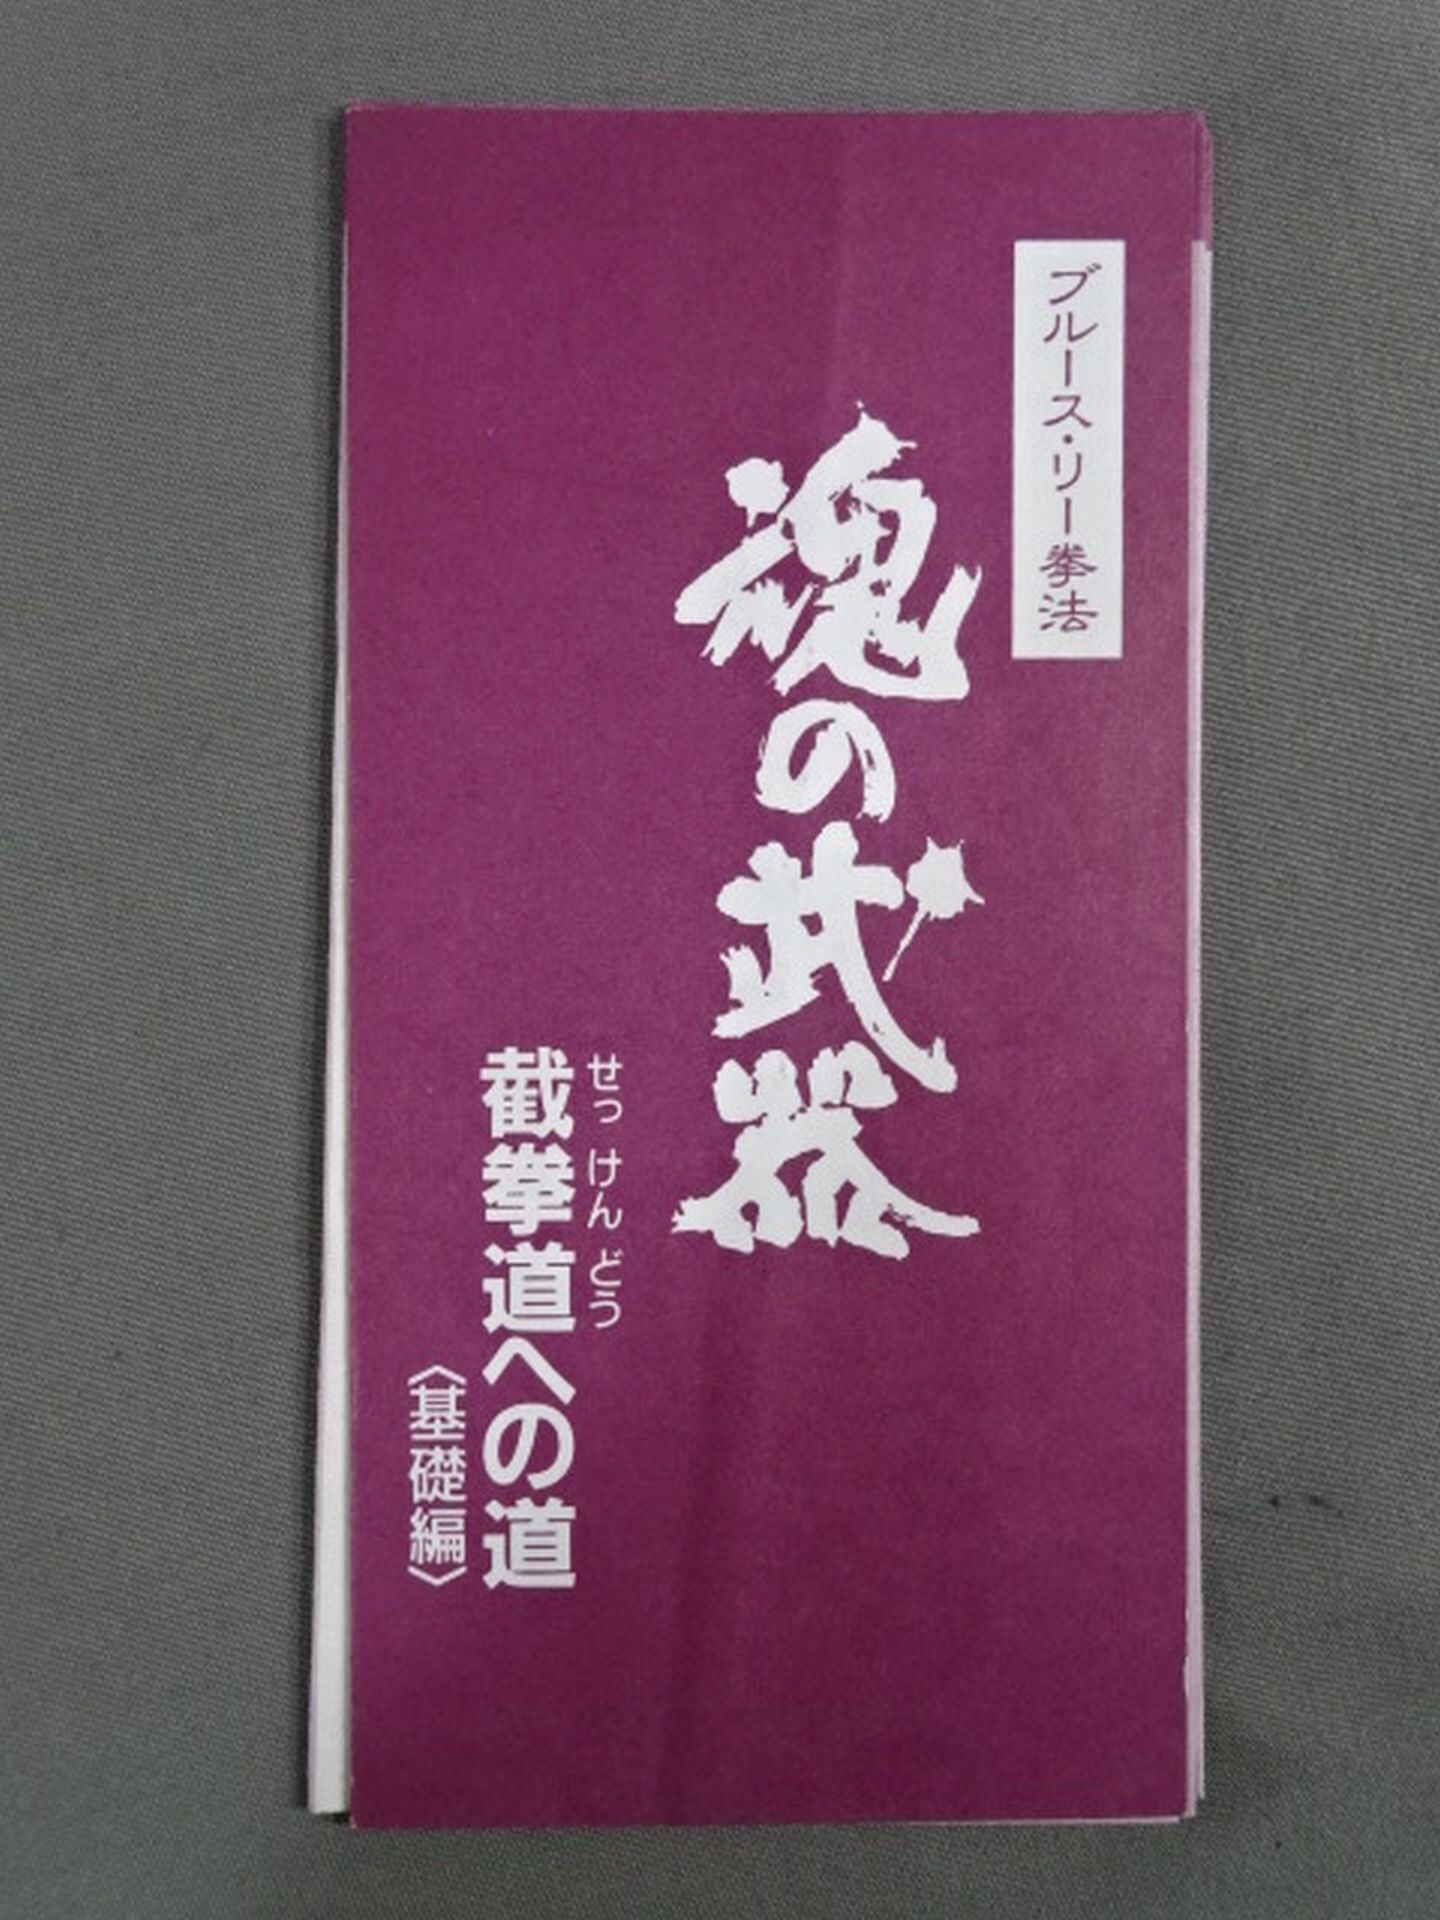 ブルース・リー拳法
魂の武器
せっけんどう
截拳道への道
〈基礎編〉